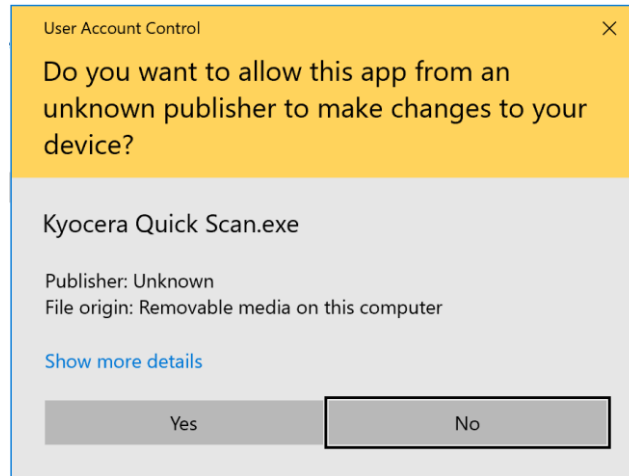 User Account Control
Do you want to allow this app from an
unknown publisher to make changes to your
device?
Kyocera Quick Scan.exe
Publisher: Unknown
File origin: Removable media on this computer
Show more details
Yes
No